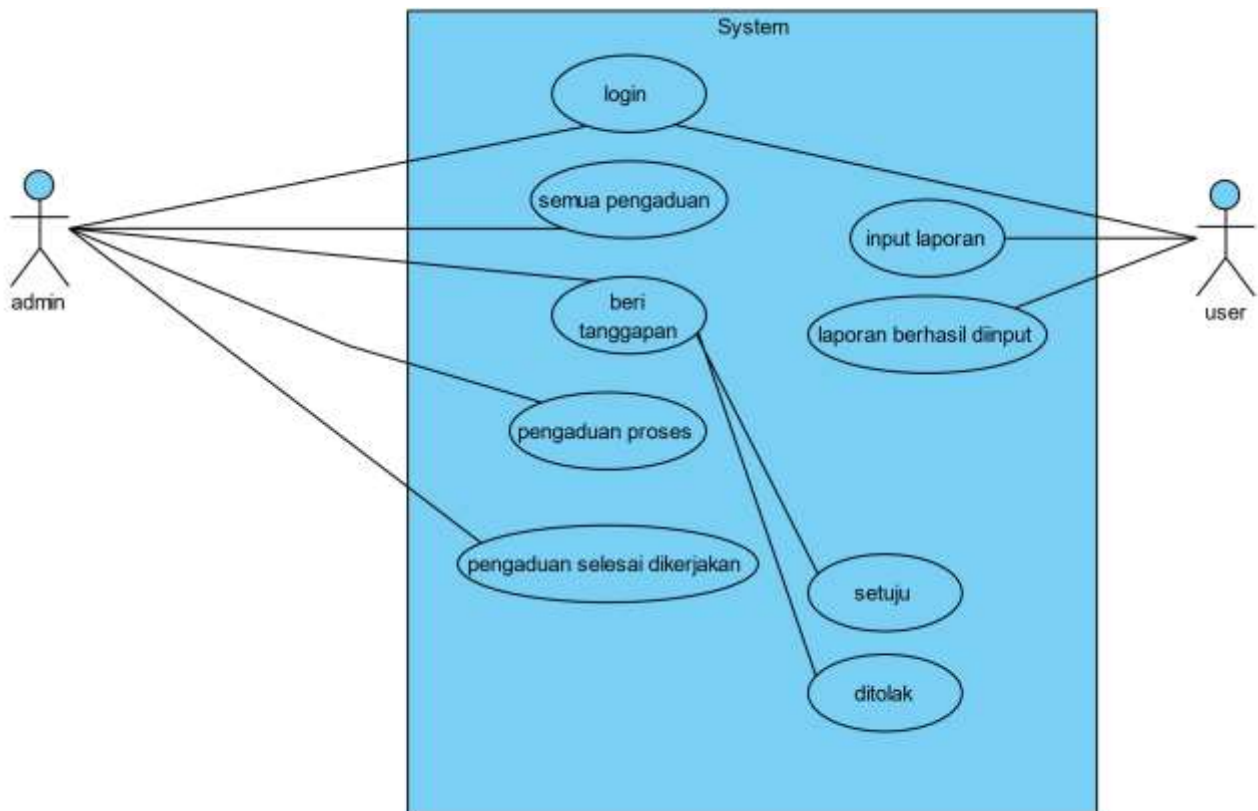 System
login
semua pengaduan
input laporan
admin
beri
tanggapan
user
laporan berhasil diinput
pengaduan proses
pengaduan selesai dikerjakan
setuju
ditolak